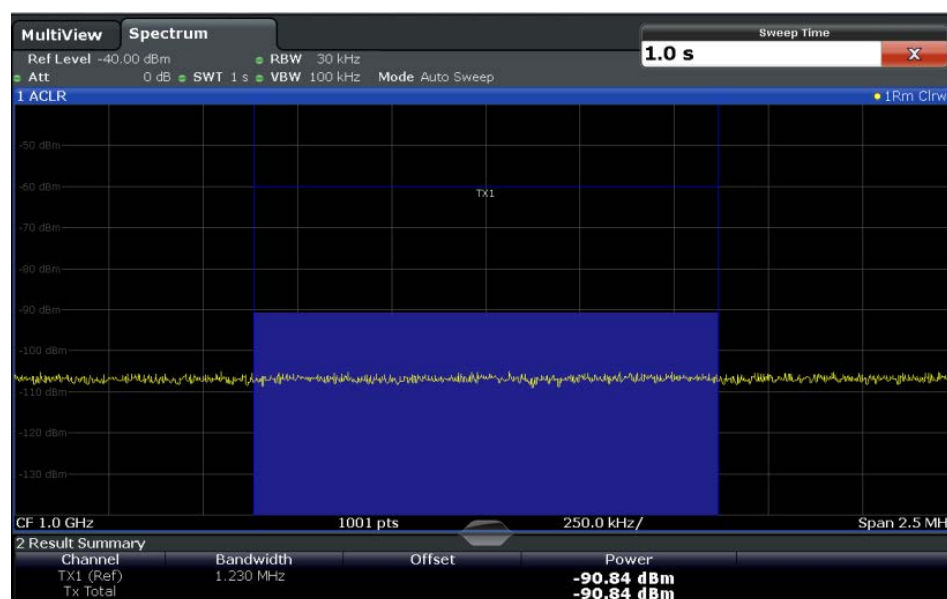 MultiView Spectrum
Sweep Time
1.0 s X
Ref Level -40.00 dBm RBW 30 kHz
Att 0 dB SWT 1 s VBW 100 kHz Mode Auto Sweep
1 ACLR 1Rm Clrw
-50 dBm
-60 dBm
TX1
-70 dBm
-80 dBm
-90 dBm
-100 dBm
-110 dBm
-120 dBm
-130 dBm
CF 1.0 GHz 1001 pts 250.0 kHz/ Span 2.5 MH
2 Result Summary
Channel Bandwidth Offset Power
TX1 (Ref) 1.230 MHz -90.84 dBm
Tx Total -90.84 dBm